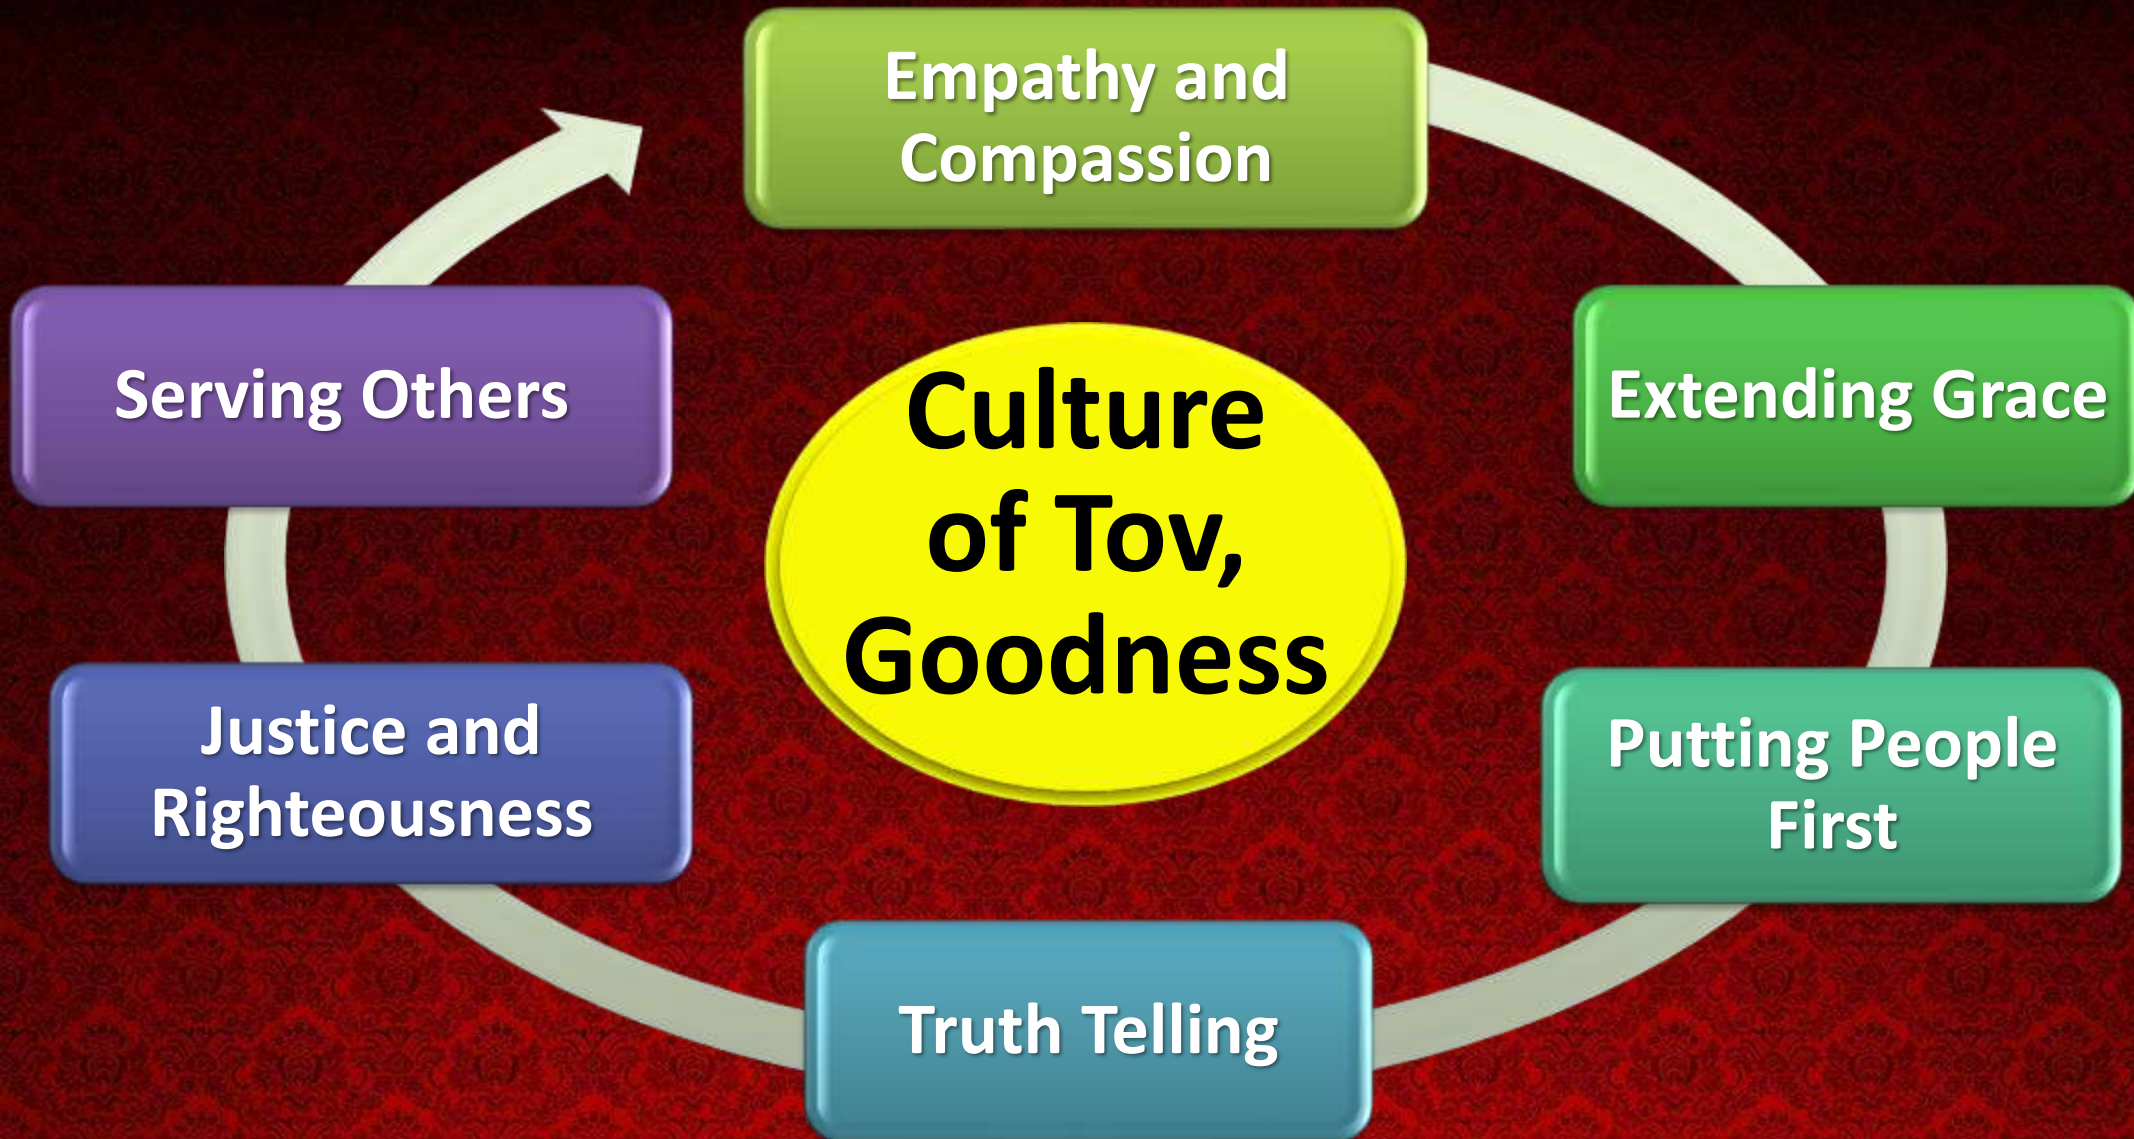 Empathy and
Compassion
Extending Grace
Putting People
First
Truth Telling
Justice and
Righteousness
Serving Others
Culture
of Tov,
Goodness